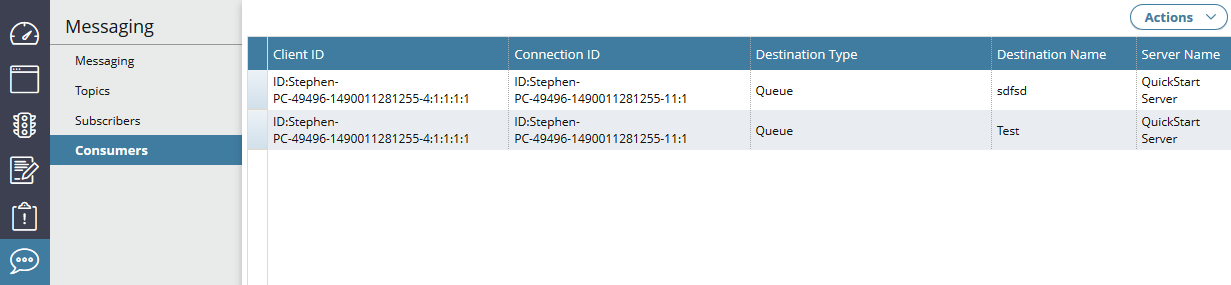 Messaging
Messaging
Topics
Subscribers
Consumers
Actions
Client ID Connection ID Destination Type Destination Name Server Name
ID:Stephen- ID:Stephen- QuickStart
PC-49496-1490011281255-4:1:1:1:1 PC-49496-1490011281255-11:1 Queue sdfsd Server
ID:Stephen- ID:Stephen- QuickStart
PC-49496-1490011281255-4:1:1:1:1 PC-49496-1490011281255-11:1 Queue Test Server